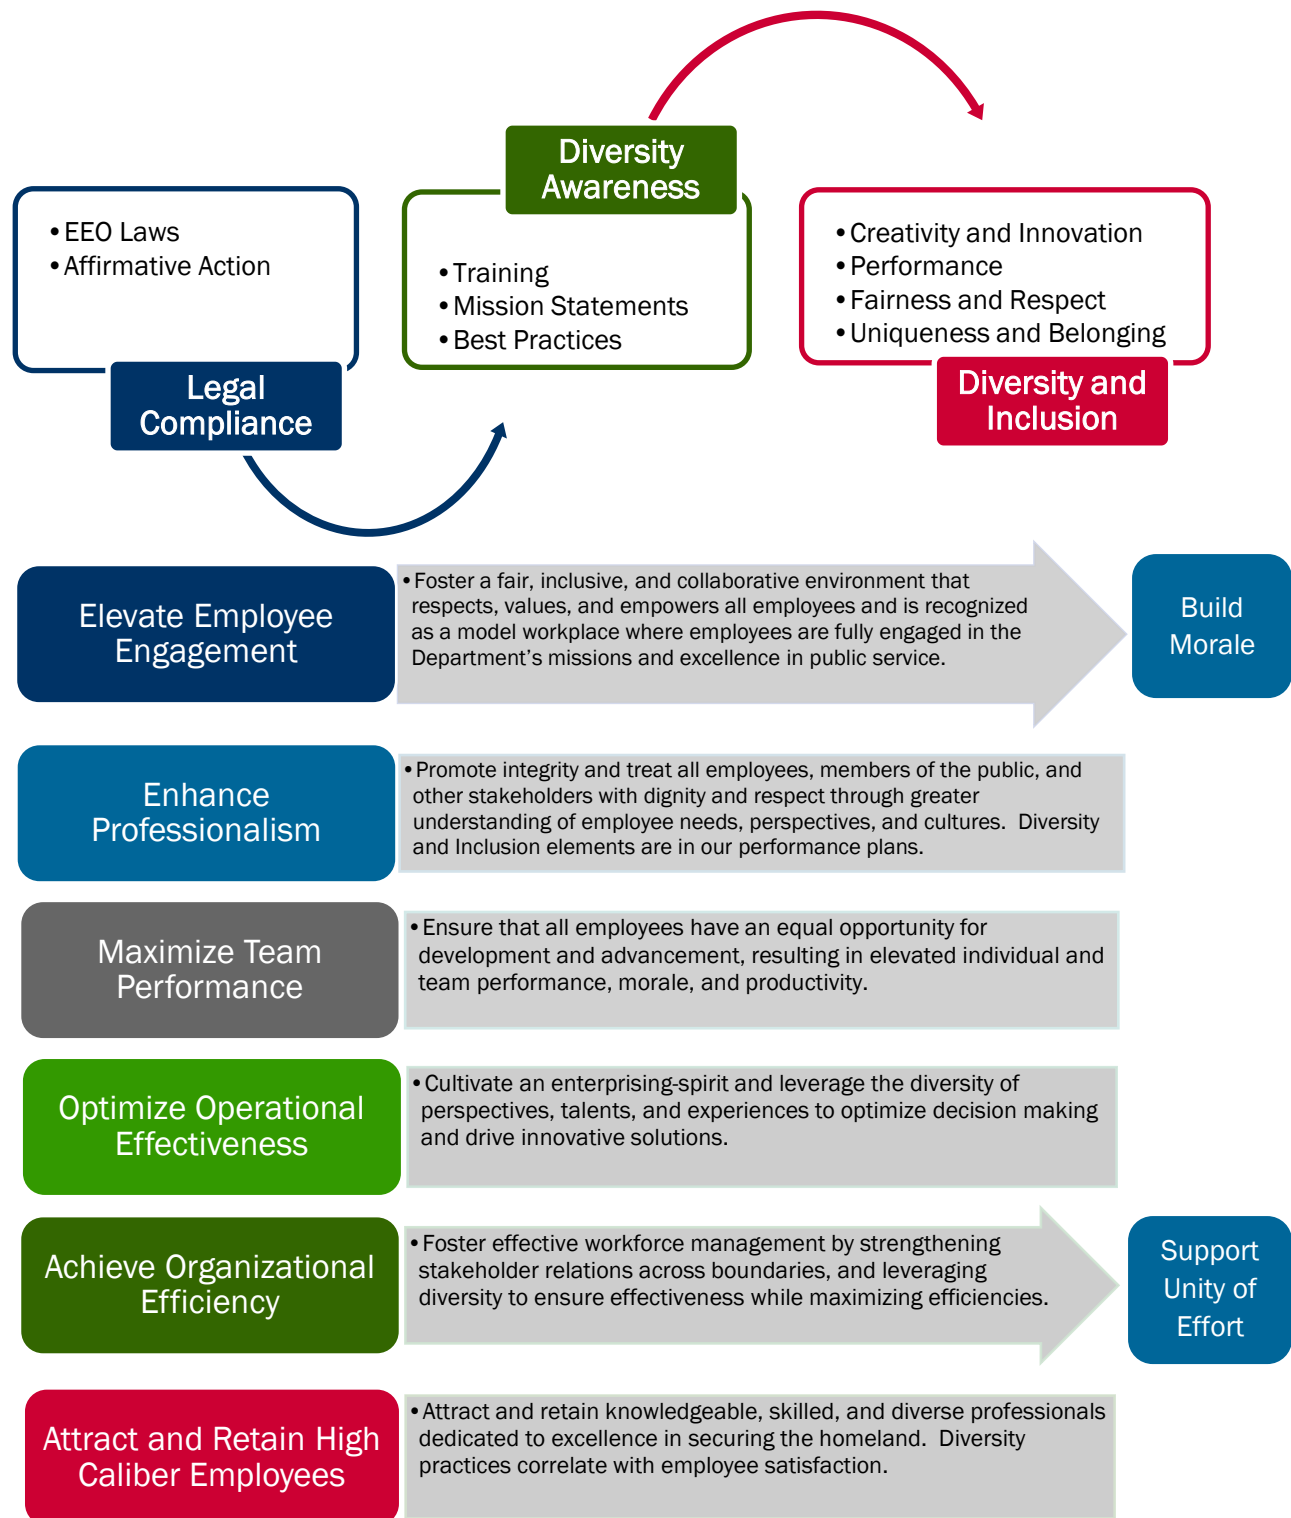 • EEO Laws
• Affirmative Action
Legal
Compliance
Diversity
Awareness
• Training
• Mission Statements
• Best Practices
• Creativity and Innovation
• Performance
• Fairness and Respect
• Uniqueness and Belonging
Diversity and
Inclusion
Elevate Employee
Engagement
• Foster a fair, inclusive, and collaborative environment that
respects, values, and empowers all employees and is recognized
as a model workplace where employees are fully engaged in the
Department’s missions and excellence in public service.
Build
Morale
Enhance
Professionalism
• Promote integrity and treat all employees, members of the public, and
other stakeholders with dignity and respect through greater
understanding of employee needs, perspectives, and cultures.  Diversity
and Inclusion elements are in our performance plans.
Maximize Team
Performance
• Ensure that all employees have an equal opportunity for
development and advancement, resulting in elevated individual and
team performance, morale, and productivity.
Optimize Operational
Effectiveness
• Cultivate an enterprising-spirit and leverage the diversity of
perspectives, talents, and experiences to optimize decision making
and drive innovative solutions.
Achieve Organizational
Efficiency
• Foster effective workforce management by strengthening
stakeholder relations across boundaries, and leveraging
diversity to ensure effectiveness while maximizing efficiencies.
Support
Unity of
Effort
Attract and Retain High
Caliber Employees
• Attract and retain knowledgeable, skilled, and diverse professionals
dedicated to excellence in securing the homeland.  Diversity
practices correlate with employee satisfaction.